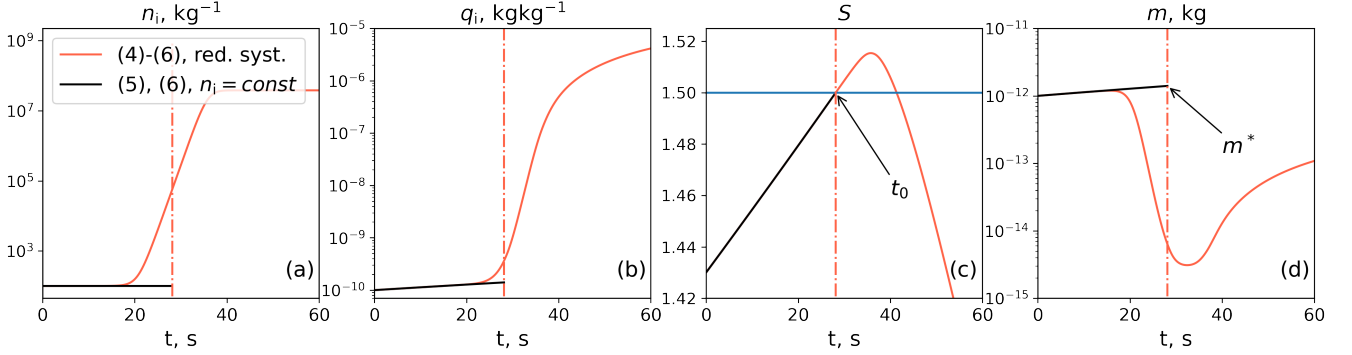 nᵢ, kg⁻¹
10⁹
10⁷
10⁵
10³
(4)-(6), red. syst.
(5), (6), nᵢ = const
(a)
0 20 40 60
t, s
qᵢ, kgkg⁻¹
10⁻⁵
10⁻⁶
10⁻⁷
10⁻⁸
10⁻⁹
10⁻¹⁰
(b)
0 20 40 60
t, s
S
1.52
1.50
1.48
1.46
1.44
1.42
t₀
(c)
0 20 40 60
t, s
m, kg
10⁻¹¹
10⁻¹²
10⁻¹³
10⁻¹⁴
10⁻¹⁵
m*
(d)
0 20 40 60
t, s